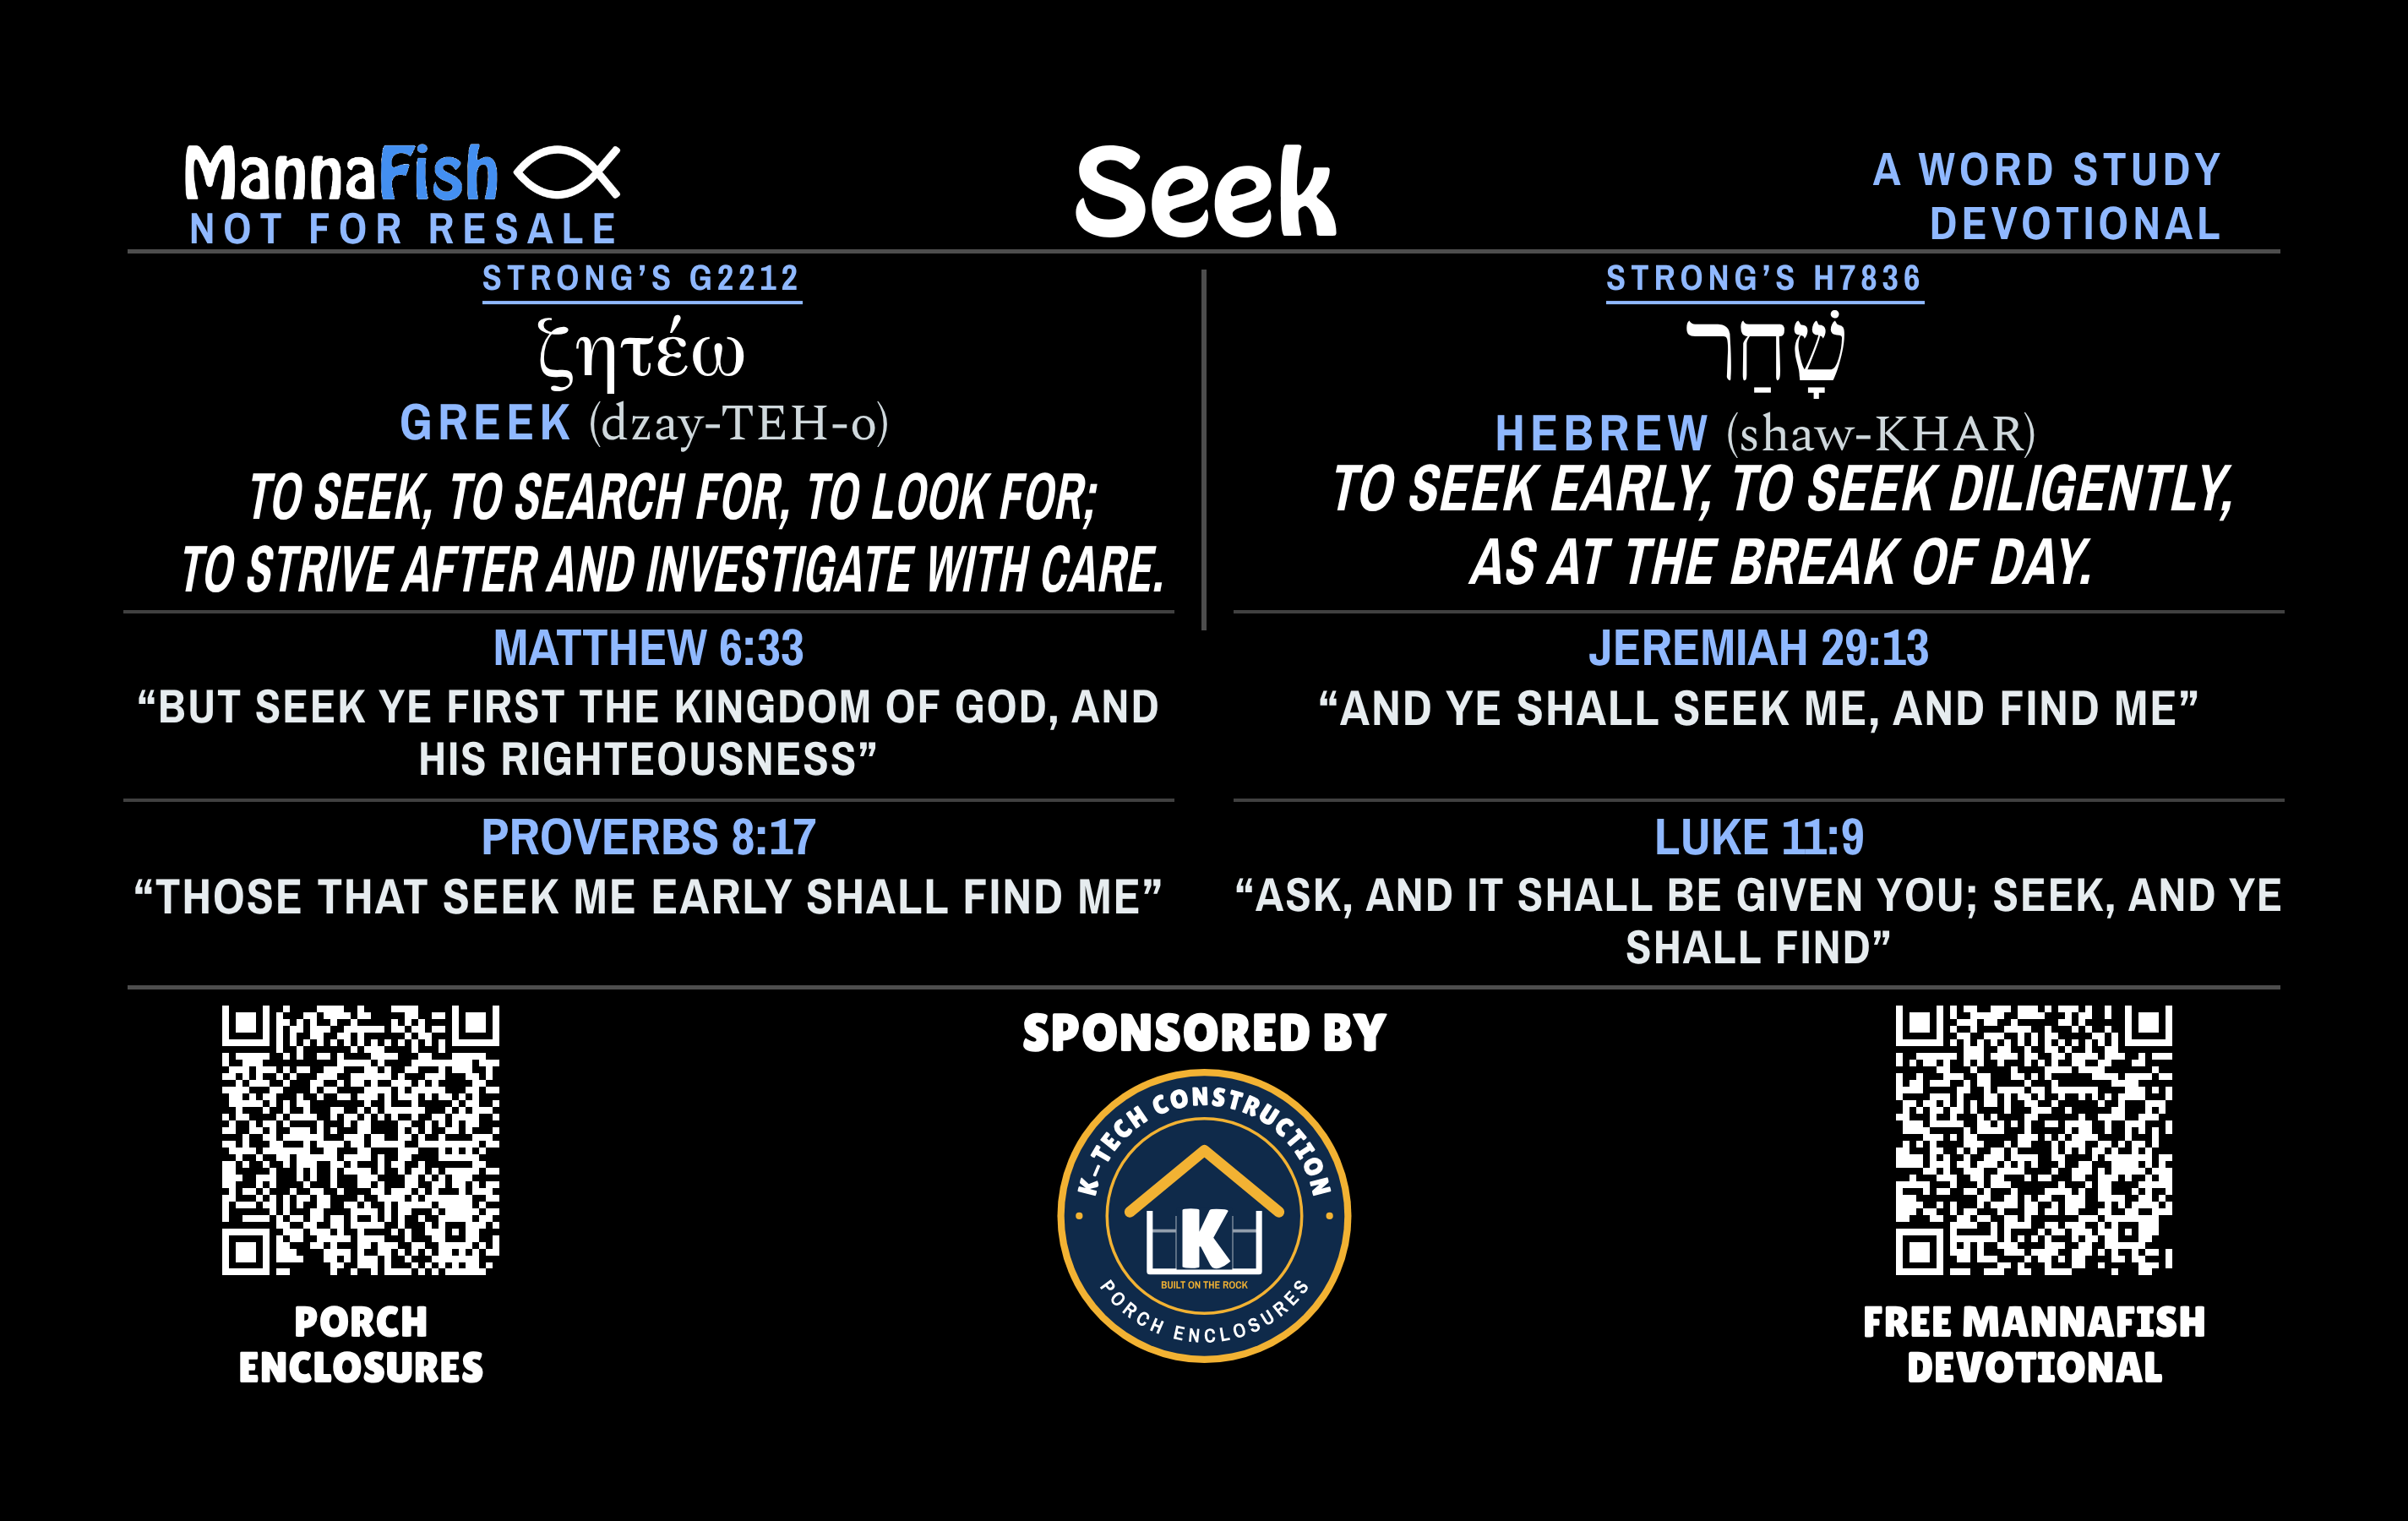 MannaFish
NOT FOR RESALE
Seek
A WORD STUDY
DEVOTIONAL
STRONG’S G2212
ζητέω
GREEK (dzay-TEH-o)
TO SEEK, TO SEARCH FOR, TO LOOK FOR;
TO STRIVE AFTER AND INVESTIGATE WITH CARE.
STRONG’S H7836
שָׁחַר
HEBREW (shaw-KHAR)
TO SEEK EARLY, TO SEEK DILIGENTLY,
AS AT THE BREAK OF DAY.
MATTHEW 6:33
“BUT SEEK YE FIRST THE KINGDOM OF GOD, AND
HIS RIGHTEOUSNESS”
JEREMIAH 29:13
“AND YE SHALL SEEK ME, AND FIND ME”
PROVERBS 8:17
“THOSE THAT SEEK ME EARLY SHALL FIND ME”
LUKE 11:9
“ASK, AND IT SHALL BE GIVEN YOU; SEEK, AND YE
SHALL FIND”
PORCH
ENCLOSURES
SPONSORED BY
K-TECH CONSTRUCTION
K
BUILT ON THE ROCK
PORCH ENCLOSURES
FREE MANNAFISH
DEVOTIONAL